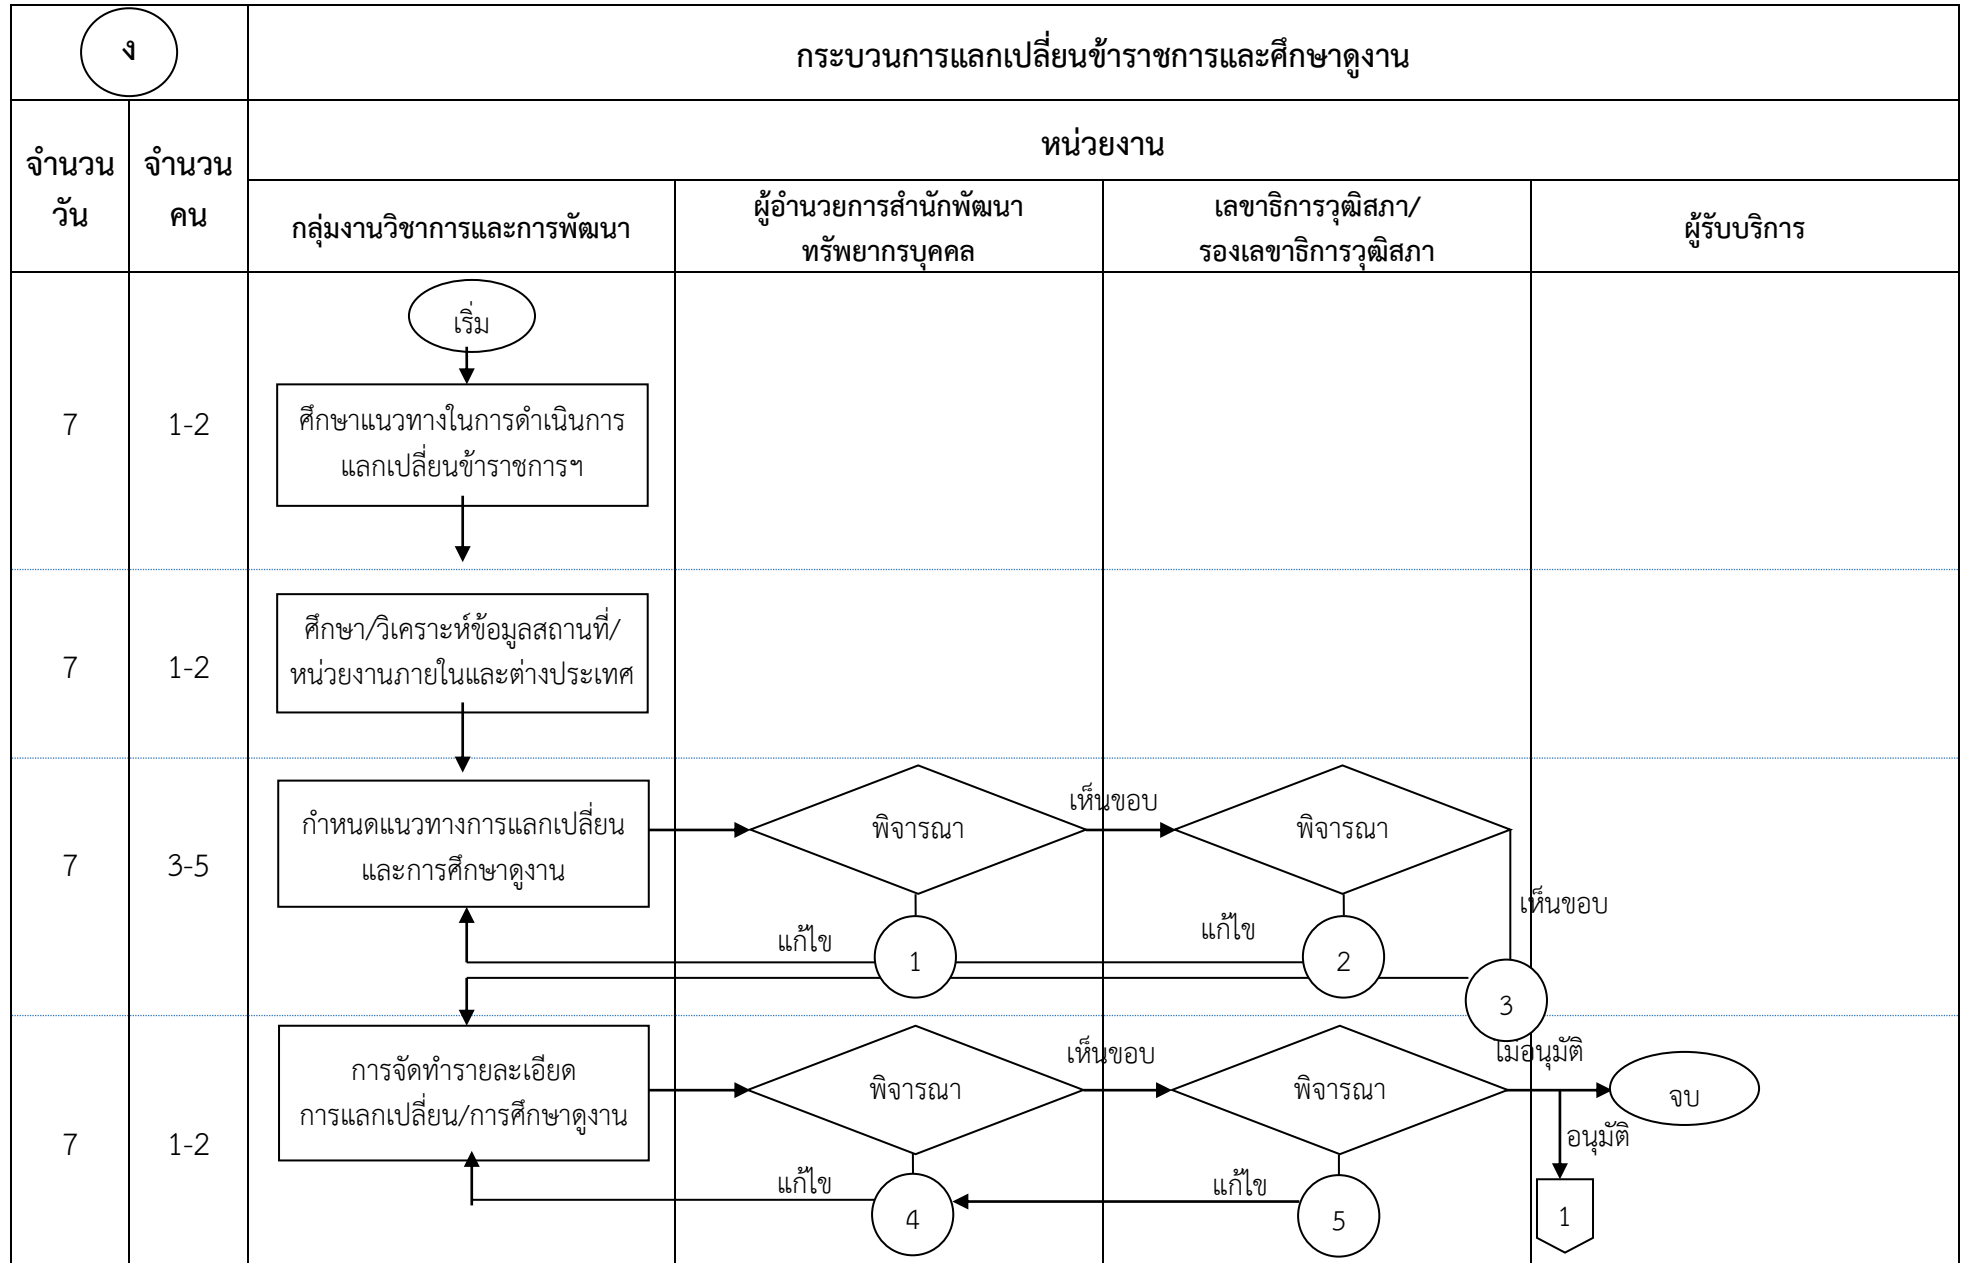 ง
กระบวนการแลกเปลี่ยนข้าราชการและศึกษาดูงาน
จำนวน
วัน
จำนวน
คน
หน่วยงาน
กลุ่มงานวิชาการและการพัฒนา
ผู้อำนวยการสำนักพัฒนา
ทรัพยากรบุคคล
เลขาธิการวุฒิสภา/
รองเลขาธิการวุฒิสภา
ผู้รับบริการ
เริ่ม
7
1-2
ศึกษาแนวทางในการดำเนินการ
แลกเปลี่ยนข้าราชการฯ
7
1-2
ศึกษา/วิเคราะห์ข้อมูลสถานที่/
หน่วยงานภายในและต่างประเทศ
7
3-5
กำหนดแนวทางการแลกเปลี่ยน
และการศึกษาดูงาน
พิจารณา
เห็นชอบ
พิจารณา
เห็นชอบ
แก้ไข
1
แก้ไข
2
3
7
1-2
การจัดทำรายละเอียด
การแลกเปลี่ยน/การศึกษาดูงาน
พิจารณา
เห็นชอบ
พิจารณา
ไม่อนุมัติ
จบ
อนุมัติ
แก้ไข
4
แก้ไข
5
1